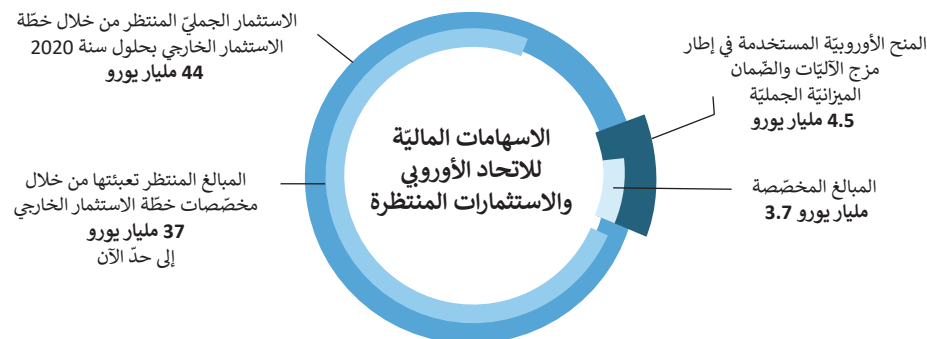 الاستثمار الجمليّ المنتظر من خلال خطّة
الاستثمار الخارجي بحلول سنة 2020
44 مليار يورو
المنح الأوروبيّة المستخدمة في إطار
مزج الآليّات والضّمان
الميزانيّة الجمليّة
4.5 مليار يورو
الاسهامات الماليّة
للاتحاد الأوروبي
والاستثمارات المنتظرة
المبالغ المخصّصة
3.7 مليار يورو
المبالغ المنتظر تعبئتها من خلال
مخصّصات خطّة الاستثمار الخارجي
37 مليار يورو
إلى حدّ الآن